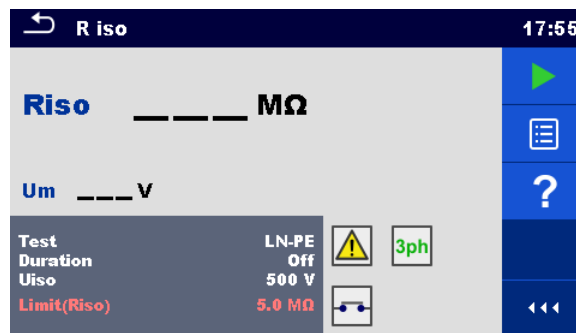 R iso 17:55
Riso ___ MΩ
Um ___ V
Test LN-PE
Duration Off
Uiso 500 V
Limit(Riso) 5.0 MΩ
3ph
?